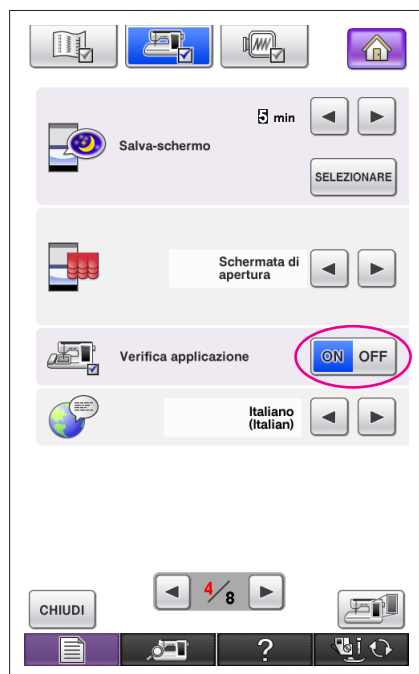 5 min
Salva-schermo
SELEZIONARE
Schermata di
apertura
Verifica applicazione
ON OFF
Italiano
(Italian)
4/8
CHIUDI
?